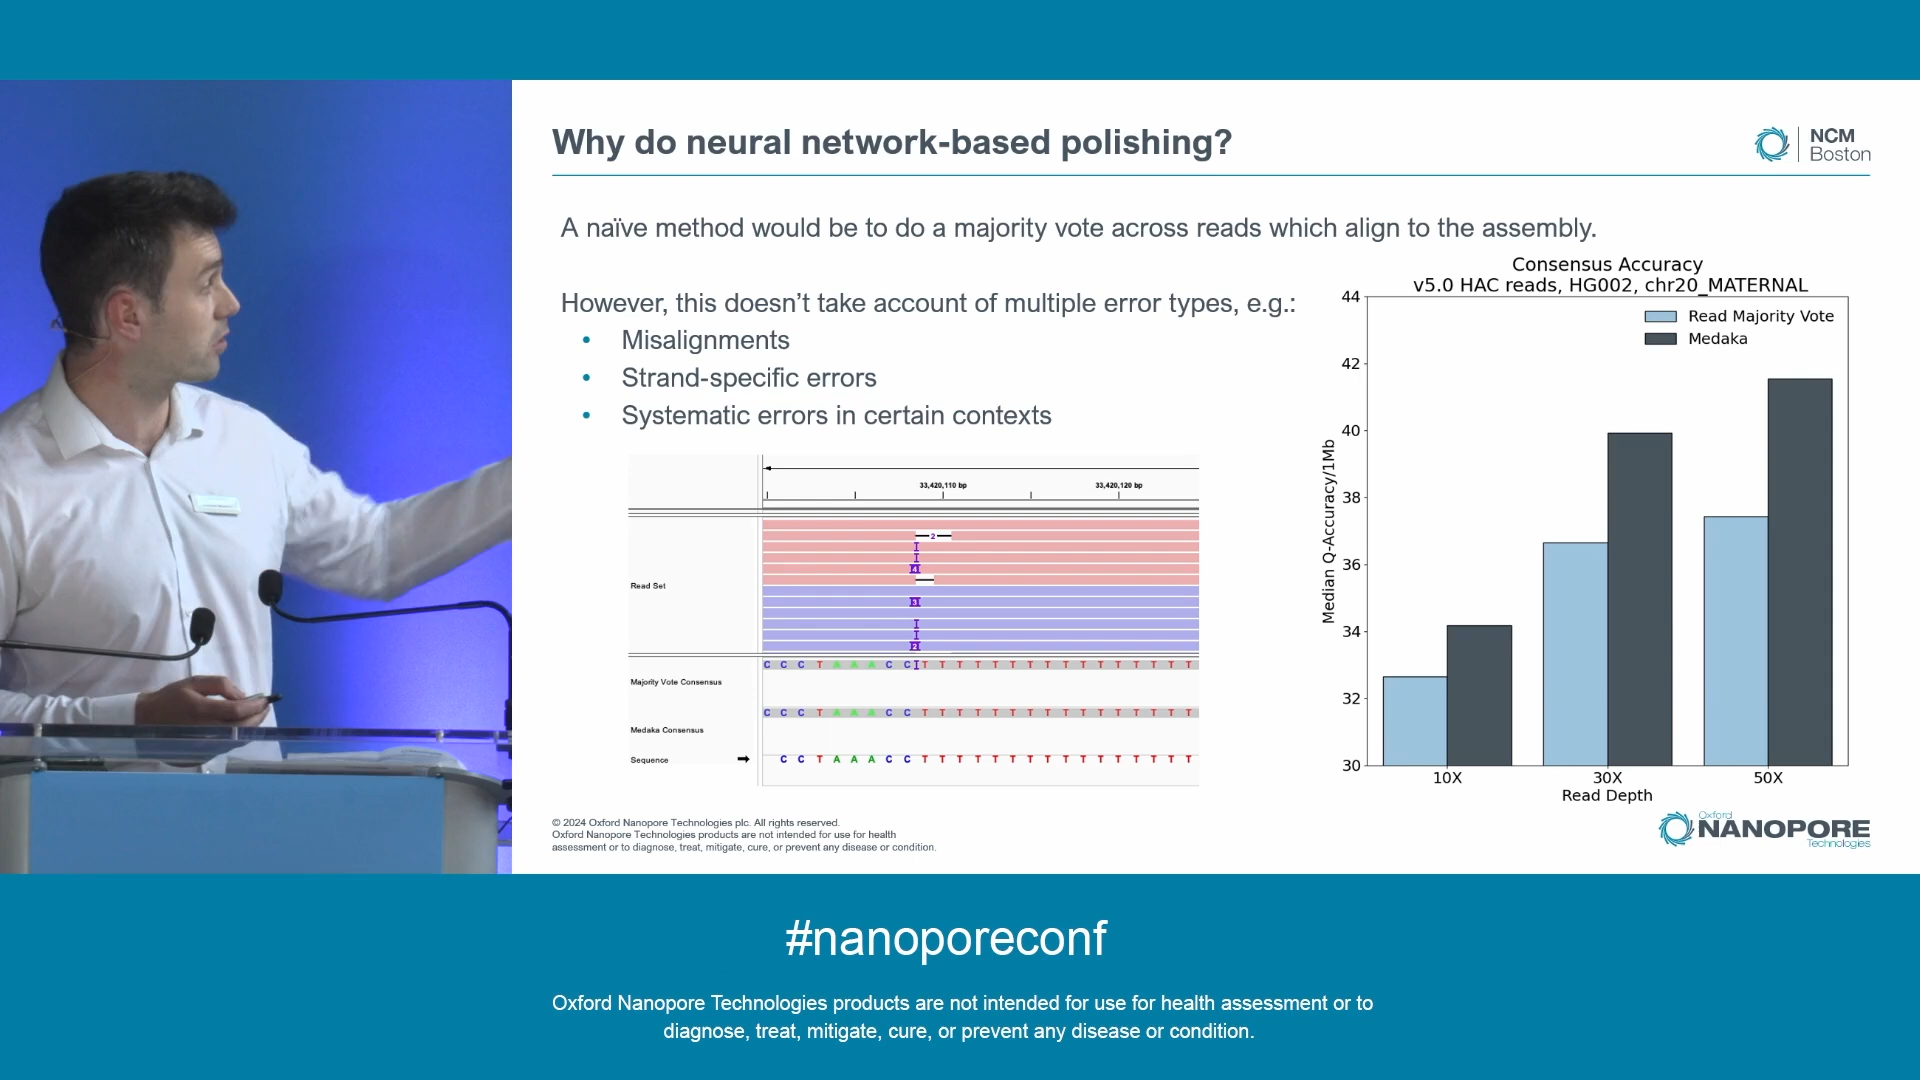 Why do neural network-based polishing?
NCM
Boston
A naïve method would be to do a majority vote across reads which align to the assembly.
However, this doesn't take account of multiple error types, e.g.:
• Misalignments
• Strand-specific errors
• Systematic errors in certain contexts
33,420,110 bp
33,420,120 bp
2
4
3
2
Read Set
C C C T A A A C C T T T T T T T T T T T T T T T T
Majority Vote Consensus
C C C T A A A C C T T T T T T T T T T T T T T T T
Medaka Consensus
Sequence
C C T A A A C C T T T T T T T T T T T T T T T T
Consensus Accuracy
v5.0 HAC reads, HG002, chr20_MATERNAL
Read Majority Vote
Medaka
Median Q-Accuracy/1Mb
44
42
40
38
36
34
32
30
10X
30X
50X
Read Depth
© 2024 Oxford Nanopore Technologies plc. All rights reserved.
Oxford Nanopore Technologies products are not intended for use for health
assessment or to diagnose, treat, mitigate, cure, or prevent any disease or condition.
Oxford
NANOPORE
Technologies
#nanoporeconf
Oxford Nanopore Technologies products are not intended for use for health assessment or to
diagnose, treat, mitigate, cure, or prevent any disease or condition.